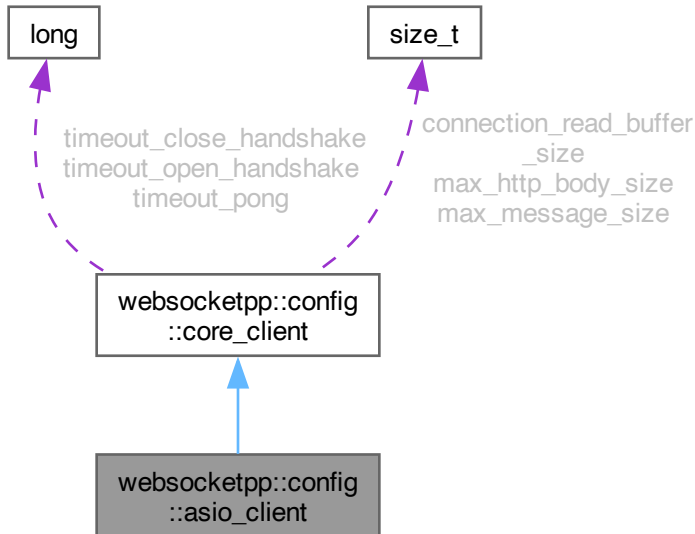 long
size_t
timeout_close_handshake
timeout_open_handshake
timeout_pong
connection_read_buffer
_size
max_http_body_size
max_message_size
websocketpp::config
::core_client
websocketpp::config
::asio_client